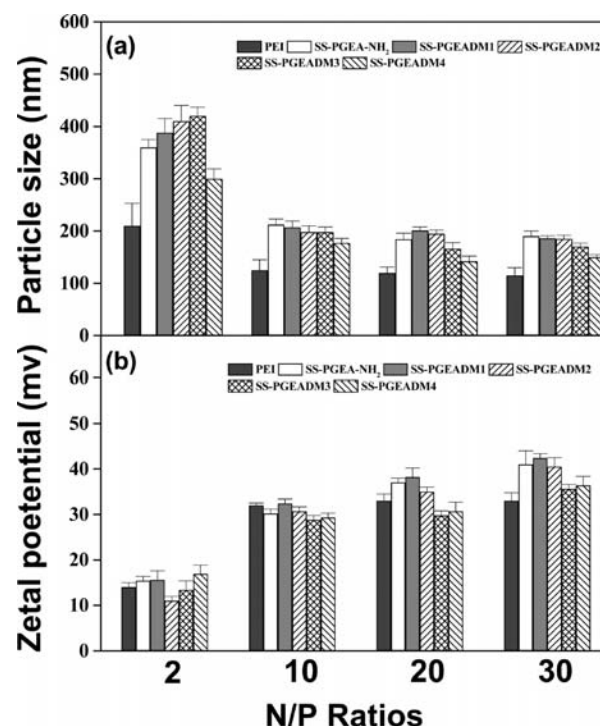 (a)
PEI SS-PGEA-NH₂ SS-PGEADM1 SS-PGEADM2
SS-PGEADM3 SS-PGEADM4
Particle size (nm)
600
500
400
300
200
100
0
(b)
PEI SS-PGEA-NH₂ SS-PGEADM1 SS-PGEADM2
SS-PGEADM3 SS-PGEADM4
Zetal poetential (mv)
60
50
40
30
20
10
0
2 10 20 30
N/P Ratios